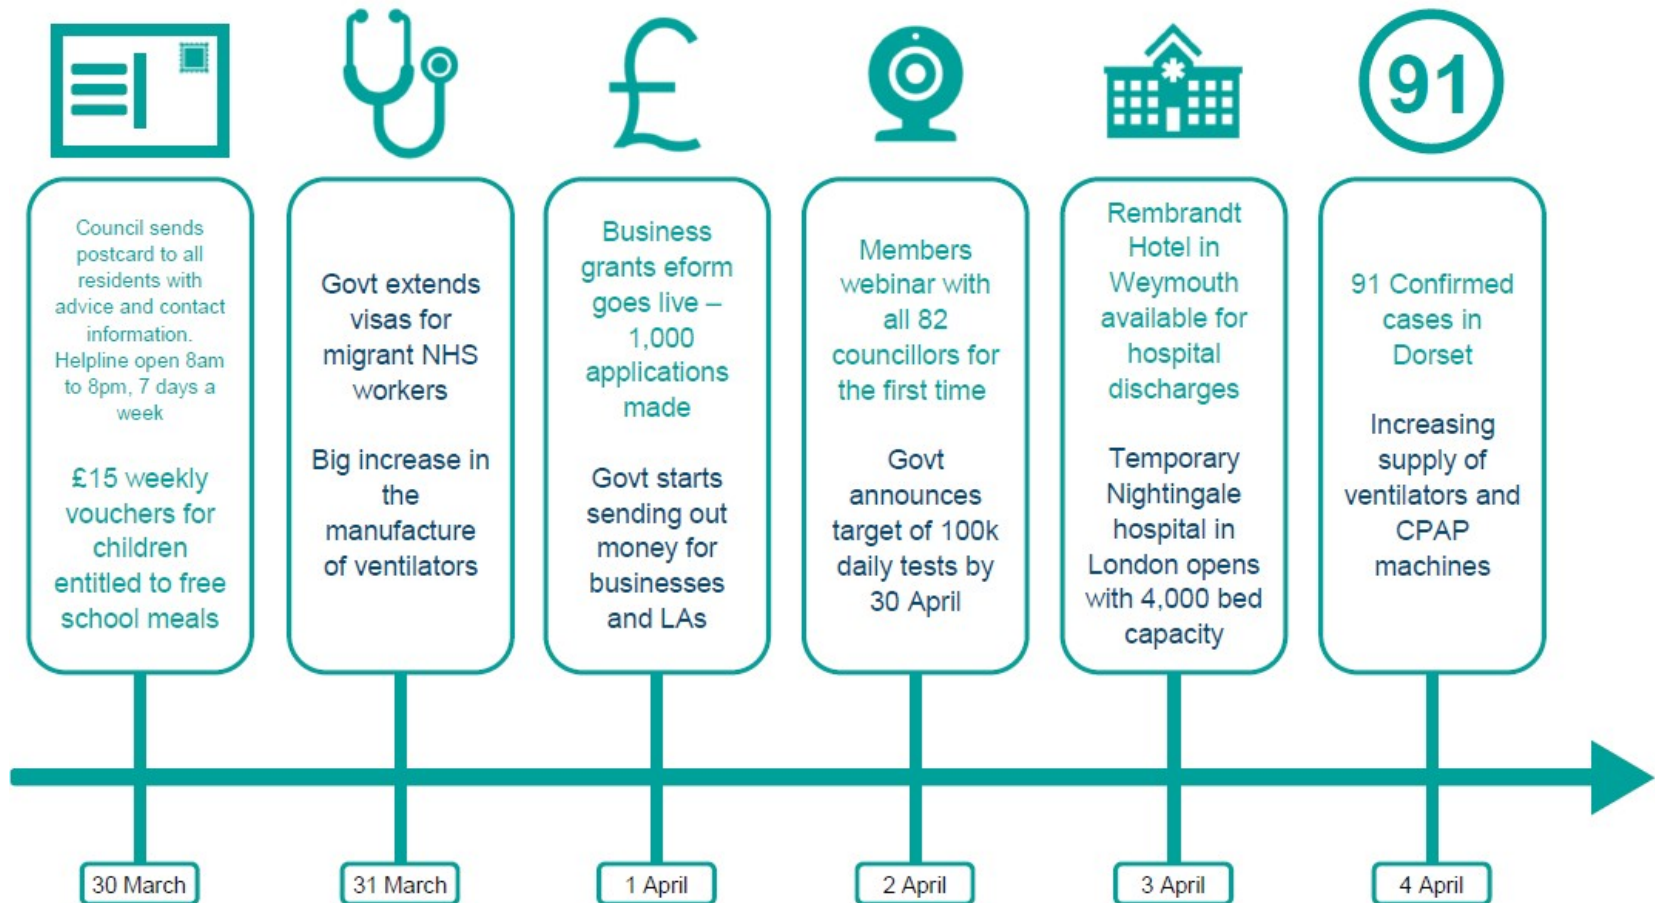 91
Council sends
postcard to all
residents with
advice and contact
information.
Helpline open 8am
to 8pm, 7 days a
week
£15 weekly
vouchers for
children
entitled to free
school meals
Govt extends
visas for
migrant NHS
workers
Big increase in
the
manufacture
of ventilators
Business
grants eform
goes live –
1,000
applications
made
Govt starts
sending out
money for
businesses
and LAs
Members
webinar with
all 82
councillors for
the first time
Govt
announces
target of 100k
daily tests by
30 April
Rembrandt
Hotel in
Weymouth
available for
hospital
discharges
Temporary
Nightingale
hospital in
London opens
with 4,000 bed
capacity
91 Confirmed
cases in
Dorset
Increasing
supply of
ventilators and
CPAP
machines
30 March
31 March
1 April
2 April
3 April
4 April